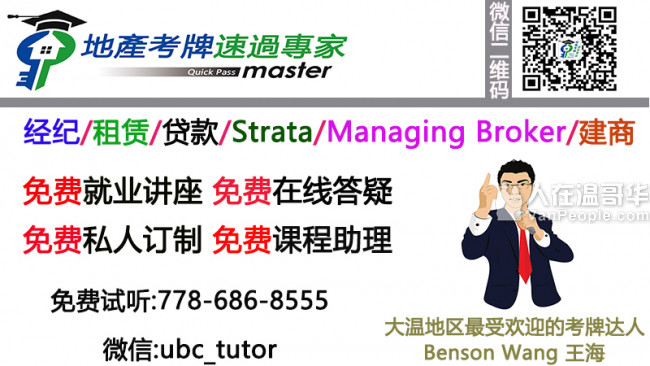 地產考牌速過專家
Quick Pass master
微信二维码
经纪/租赁/贷款/Strata/Managing Broker/建商
免费就业讲座 免费在线答疑
免费私人订制 免费课程助理
人在温哥华
VanPeople.com
免费试听:778-686-8555
微信:ubc_tutor
大温地区最受欢迎的考牌达人
Benson Wang 王海